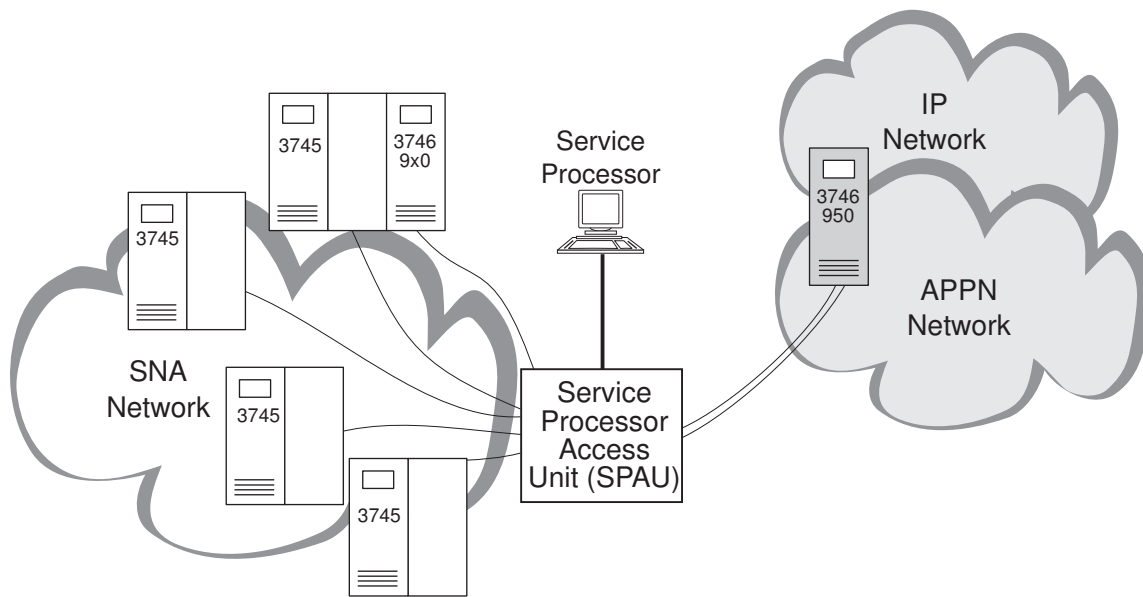 3745
3746
9x0
Service
Processor
IP
Network
3746
950
3745
APPN
Network
SNA
Network
3745
Service
Processor
Access
Unit (SPAU)
3745